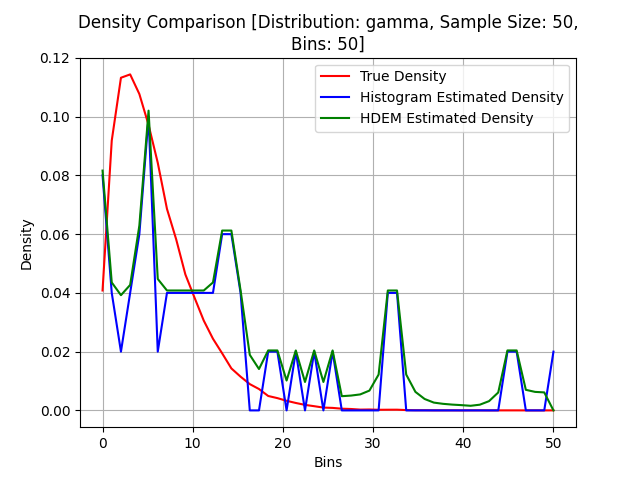 Density Comparison [Distribution: gamma, Sample Size: 50,
Bins: 50]
True Density
Histogram Estimated Density
HDEM Estimated Density
Density
0.12
0.10
0.08
0.06
0.04
0.02
0.00
0 10 20 30 40 50
Bins